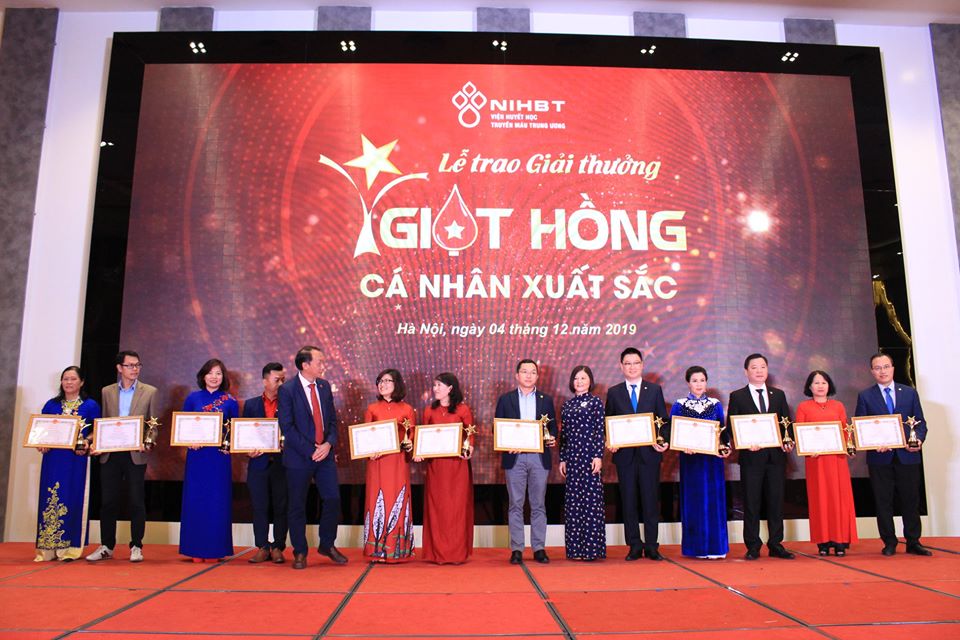 NIHBT
VIỆN HUYẾT HỌC
TRUYỀN MÁU TRUNG ƯƠNG
Lễ trao Giải thưởng
GIỌT HỒNG
CÁ NHÂN XUẤT SẮC
Hà Nội, ngày 04 tháng 12 năm 2019